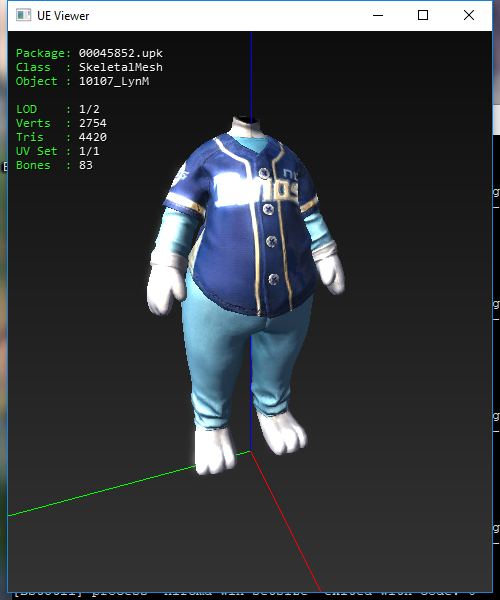 UE Viewer
Package: 00045852.upk
Class : SkeletalMesh
Object : 10107_LynM
LOD : 1/2
Verts : 2754
Tris : 4420
UV Set : 1/1
Bones : 83
nc